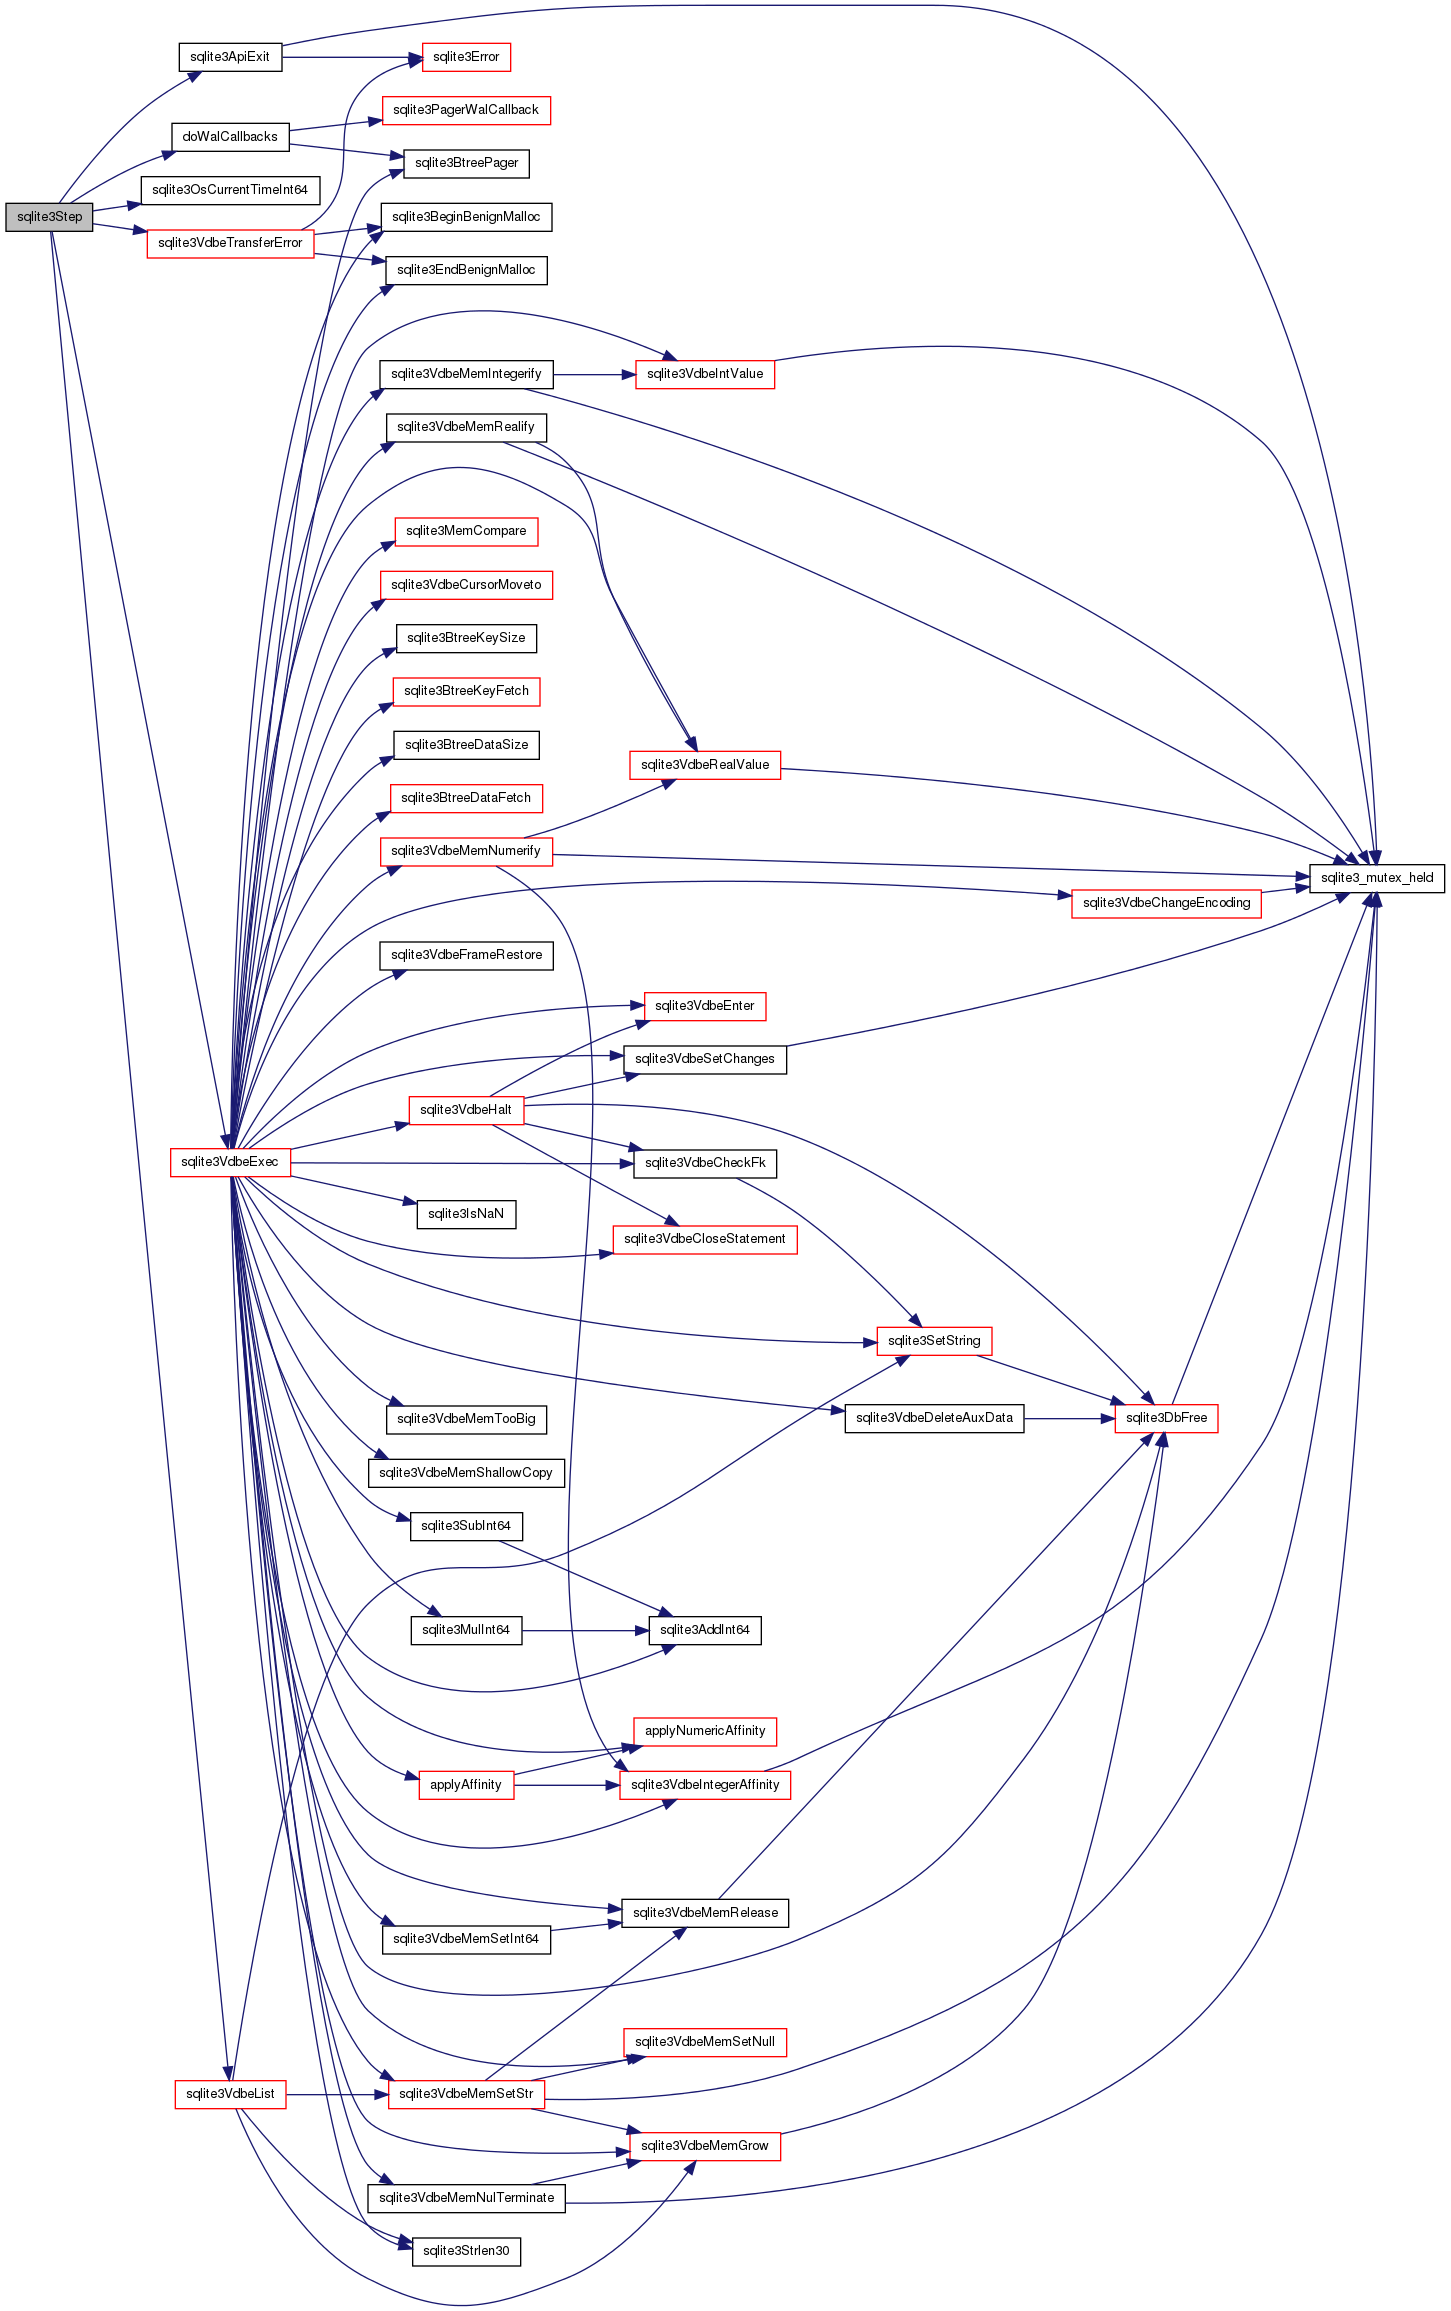 sqlite3ApiExit
sqlite3Error
sqlite3PagerWalCallback
doWalCallbacks
sqlite3BtreePager
sqlite3OsCurrentTimeInt64
sqlite3Step
sqlite3BeginBenignMalloc
sqlite3VdbeTransferError
sqlite3EndBenignMalloc
sqlite3VdbeMemIntegerify
sqlite3VdbeIntValue
sqlite3VdbeMemRealify
sqlite3MemCompare
sqlite3VdbeCursorMoveto
sqlite3BtreeKeySize
sqlite3BtreeKeyFetch
sqlite3BtreeDataSize
sqlite3VdbeRealValue
sqlite3BtreeDataFetch
sqlite3VdbeMemNumerify
sqlite3_mutex_held
sqlite3VdbeChangeEncoding
sqlite3VdbeFrameRestore
sqlite3VdbeEnter
sqlite3VdbeSetChanges
sqlite3VdbeHalt
sqlite3VdbeExec
sqlite3VdbeCheckFk
sqlite3IsNaN
sqlite3VdbeCloseStatement
sqlite3SetString
sqlite3VdbeMemTooBig
sqlite3VdbeDeleteAuxData
sqlite3DbFree
sqlite3VdbeMemShallowCopy
sqlite3SubInt64
sqlite3MulInt64
sqlite3AddInt64
applyNumericAffinity
applyAffinity
sqlite3VdbeIntegerAffinity
sqlite3VdbeMemRelease
sqlite3VdbeMemSetInt64
sqlite3VdbeMemSetNull
sqlite3VdbeList
sqlite3VdbeMemSetStr
sqlite3VdbeMemGrow
sqlite3VdbeMemNulTerminate
sqlite3Strlen30